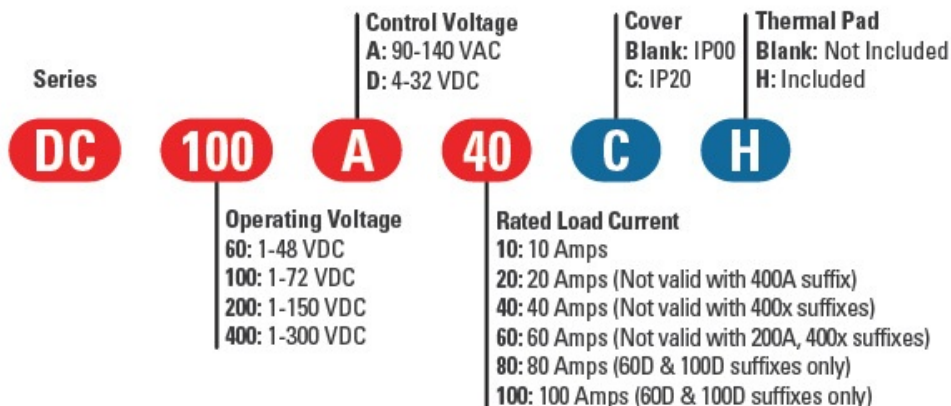 Control Voltage
A: 90-140 VAC
D: 4-32 VDC
Cover
Blank: IP00
C: IP20
Thermal Pad
Blank: Not Included
H: Included
Series
DC 100 A 40 C H
Operating Voltage
60: 1-48 VDC
100: 1-72 VDC
200: 1-150 VDC
400: 1-300 VDC
Rated Load Current
10: 10 Amps
20: 20 Amps (Not valid with 400A suffix)
40: 40 Amps (Not valid with 400x suffixes)
60: 60 Amps (Not valid with 200A, 400x suffixes)
80: 80 Amps (60D & 100D suffixes only)
100: 100 Amps (60D & 100D suffixes only)